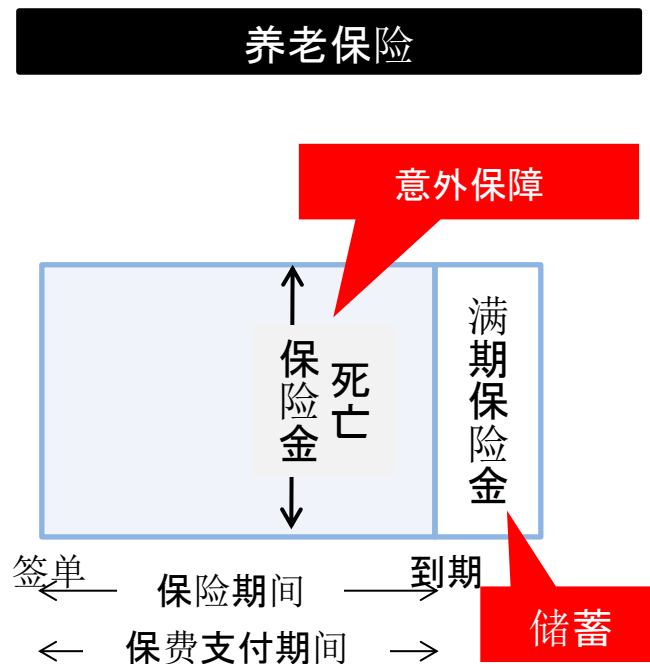 养老保险
意外保障
死亡
保险金
满期保险金
签单
到期
保险期间
保费支付期间
储蓄